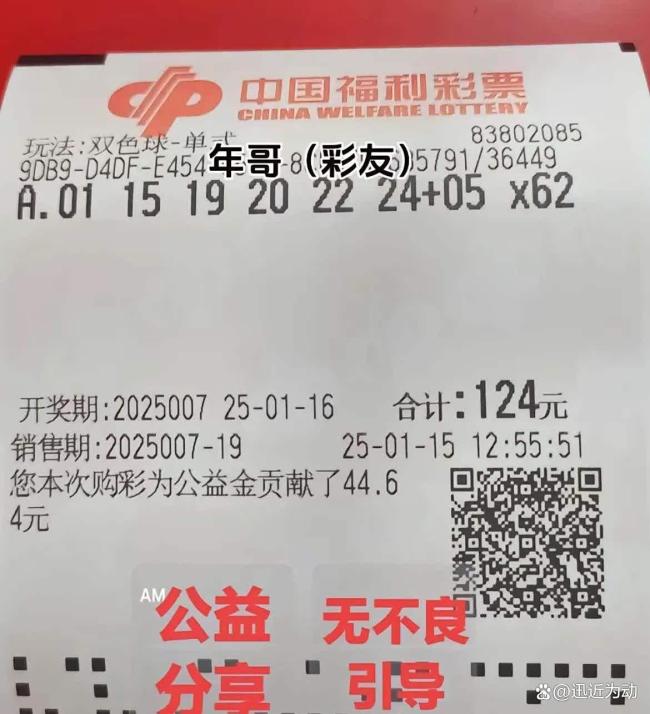 中国福利彩票
CHINA WELFARE LOTTERY
玩法:双色球-单式 83802085
9DB9-D4DF-E454 5791/36449
年哥（彩友）
A.01 15 19 20 22 24+05 x62
开奖期:2025007 25-01-16 合计:124元
销售期:2025007-19 25-01-15 12:55:51
您本次购彩为公益金贡献了44.6
4元
AM
公益 无不良
分享 引导
@迅近为动